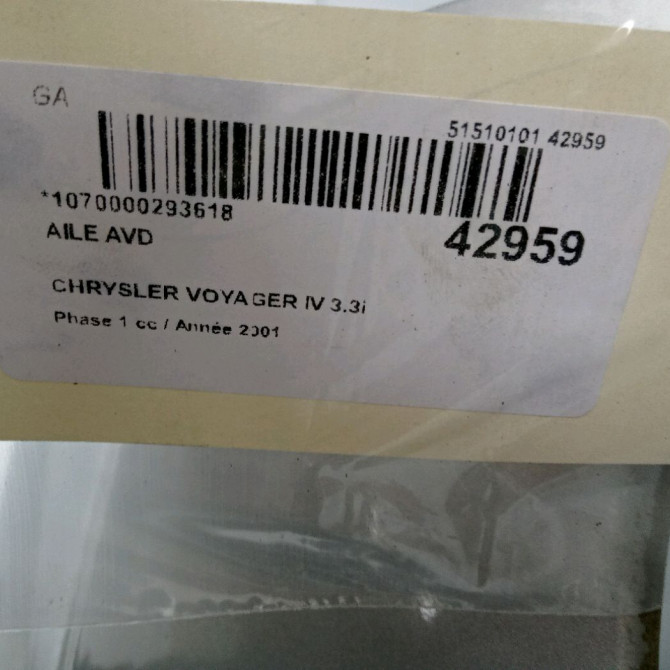 GA
51510101 42959
*1070000293618
42959
AILE AVD
CHRYSLER VOYAGER IV 3.3i
Phase 1 cc / Année 2001